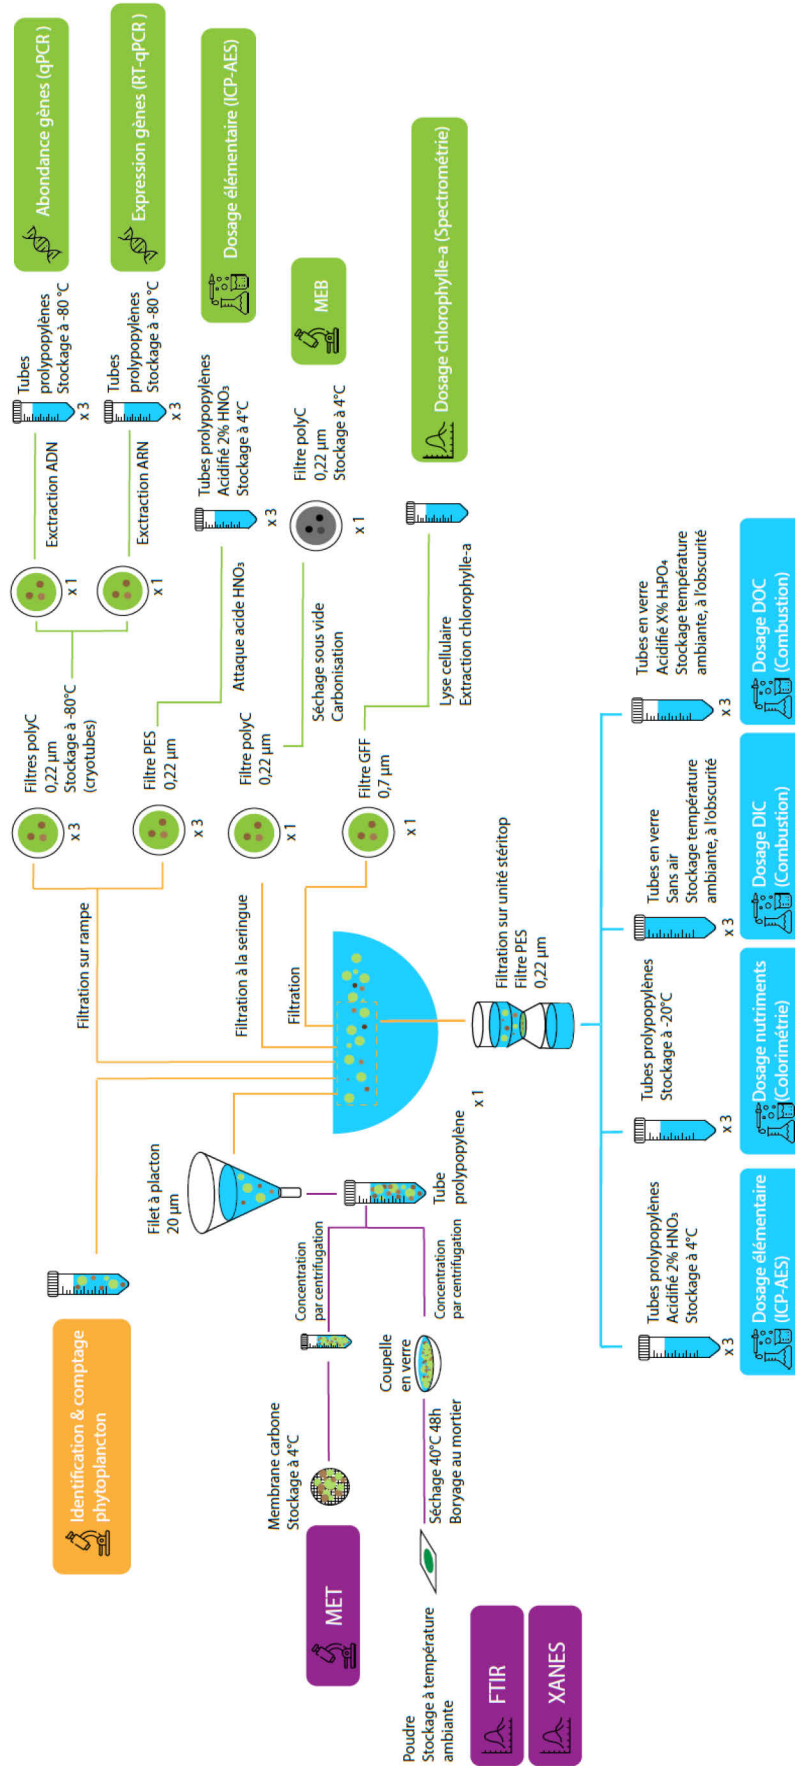 Identification & comptage
phytoplancton
Filtration sur rampe
Filtres polyC
0,22 µm
Stockage à -80°C
(cryotubes)
x 3
x 1
Exctraction ADN
Tubes
prolypopylènes
Stockage à -80 °C
x 3
Abondance gènes (qPCR)
x 1
Exctraction ARN
Tubes
prolypopylènes
Stockage à -80 °C
x 3
Expression gènes (RT-qPCR)
Filtre PES
0,22 µm
x 3
Attaque acide HNO₃
Tubes prolypopylènes
Acidifié 2% HNO₃
Stockage à 4°C
x 3
Dosage élémentaire (ICP-AES)
Filtration à la seringue
Filtre polyC
0,22 µm
x 1
Séchage sous vide
Carbonisation
Filtre polyC
0,22 µm
Stockage à 4°C
x 1
MEB
Filtration
Filtre GFF
0,7 µm
x 1
Lyse cellulaire
Extraction chlorophylle-a
Dosage chlorophylle-a (Spectrométrie)
Filet à placton
20 µm
Tube
prolypopylène
x 1
Concentration
par centrifugation
Membrane carbone
Stockage à 4°C
MET
Concentration
par centrifugation
Coupelle
en verre
Séchage 40°C 48h
Boryage au mortier
Poudre
Stockage à température
ambiante
FTIR
XANES
Filtration sur unité stéritop
Filtre PES
0,22 µm
Tubes prolypopylènes
Acidifié 2% HNO₃
Stockage à 4°C
x 3
Dosage élémentaire
(ICP-AES)
Tubes prolypopylènes
Stockage à -20°C
x 3
Dosage nutriments
(Colorimétrie)
Tubes en verre
Sans air
Stockage température
ambiante, à l'obscurité
x 3
Dosage DIC
(Combustion)
Tubes en verre
Acidifié X% H₃PO₄
Stockage température
ambiante, à l'obscurité
x 3
Dosage DOC
(Combustion)